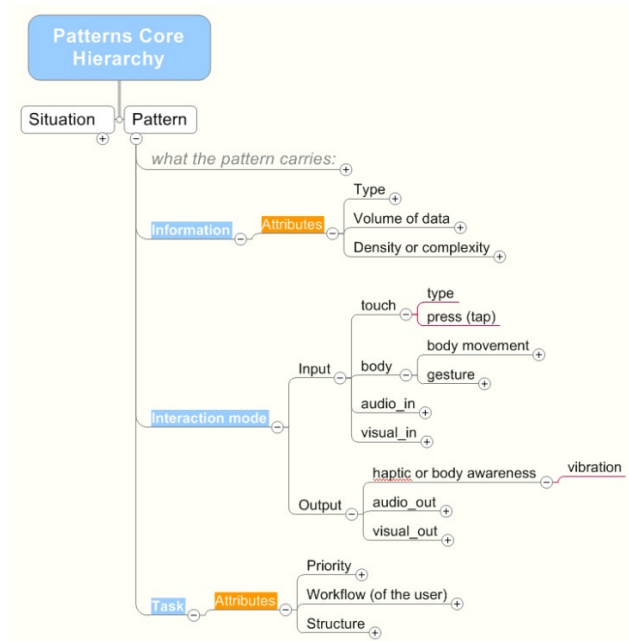 Patterns Core
Hierarchy
Situation
Pattern
what the pattern carries:
Information
Attributes
Type
Volume of data
Density or complexity
Interaction mode
Input
touch
type
press (tap)
body
body movement
gesture
audio_in
visual_in
Output
haptic or body awareness
vibration
audio_out
visual_out
Task
Attributes
Priority
Workflow (of the user)
Structure